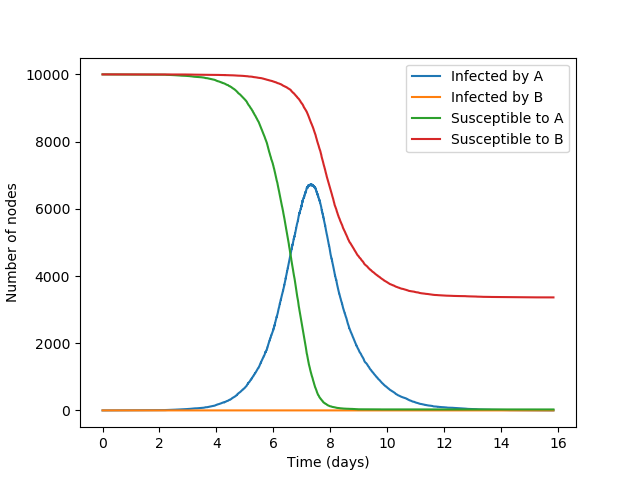 Infected by A
Infected by B
Susceptible to A
Susceptible to B
10000
8000
6000
4000
2000
0
Number of nodes
0 2 4 6 8 10 12 14 16
Time (days)